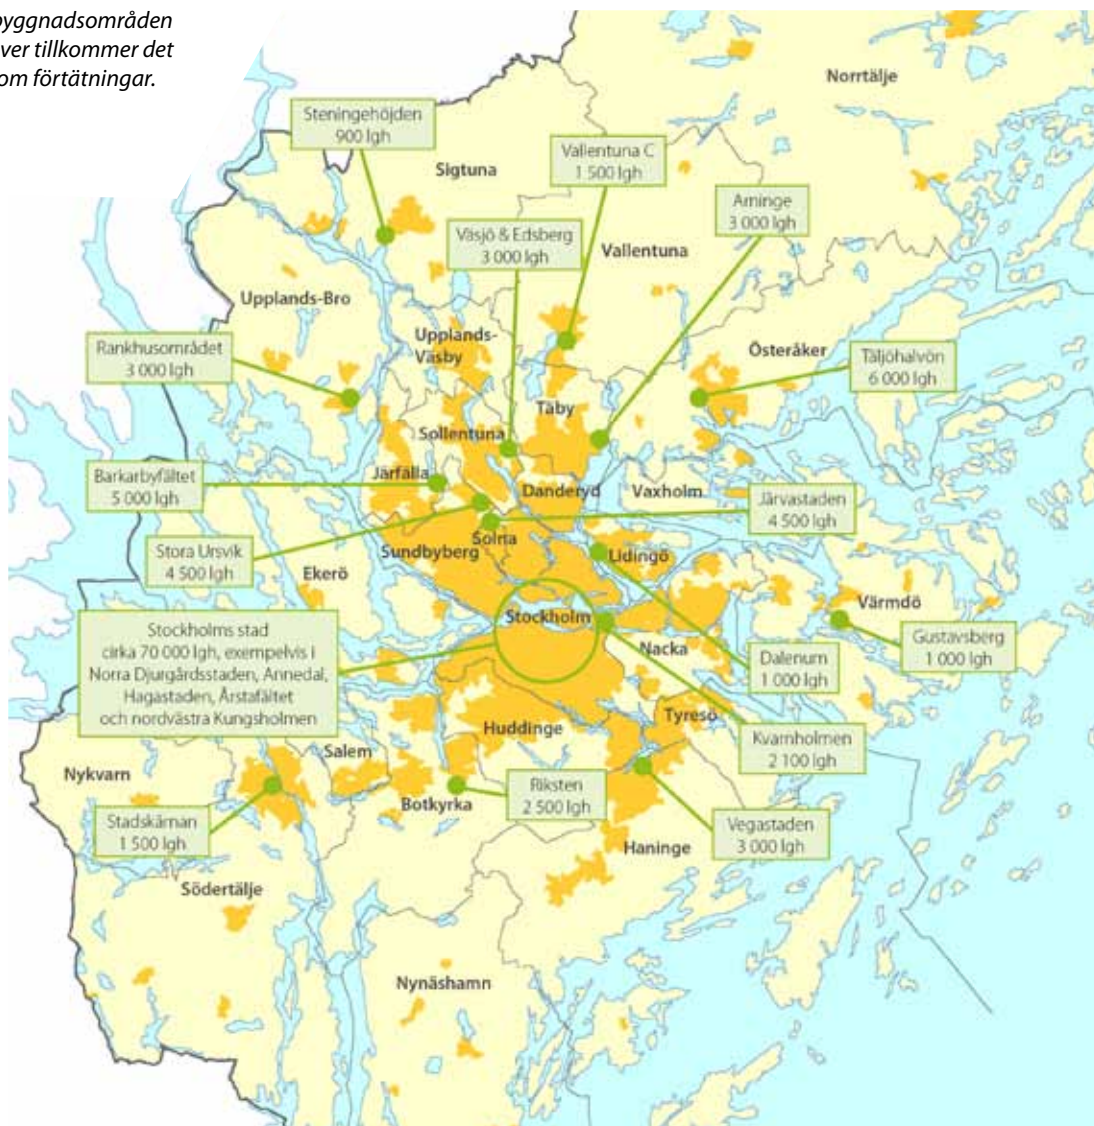 byggnadsområden
ver tillkommer det
om förtätningar.
Norrtälje
Steningehöjden
900 lgh
Sigtuna
Vallentuna C
1 500 lgh
Arninge
3 000 lgh
Väsjö & Edsberg
3 000 lgh
Vallentuna
Upplands-Bro
Upplands-
Väsby
Rankhusområdet
3 000 lgh
Österåker
Täljöhalvön
6 000 lgh
Täby
Sollentuna
Järfälla
Barkarbyfältet
5 000 lgh
Danderyd
Vaxholm
Järvastaden
4 500 lgh
Solna
Sundbyberg
Stora Ursvik
4 500 lgh
Lidingö
Ekerö
Värmdö
Stockholm
Stockholms stad
cirka 70 000 lgh, exempelvis i
Norra Djurgårdsstaden, Annedal,
Hagastaden, Årstafältet
och nordvästra Kungsholmen
Nacka
Gustavsberg
1 000 lgh
Dalenum
1 000 lgh
Tyresö
Huddinge
Kvarnholmen
2 100 lgh
Salem
Nykvarn
Riksten
2 500 lgh
Botkyrka
Stadskärnan
1 500 lgh
Vegastaden
3 000 lgh
Haninge
Södertälje
Nynäshamn